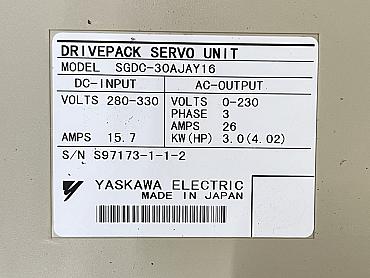 DRIVEPACK SERVO UNIT
MODEL SGDC-30AJAY16
DC-INPUT AC-OUTPUT
VOLTS 280-330 VOLTS 0-230
PHASE 3
AMPS 15.7 AMPS 26
KW(HP) 3.0(4.02)
S/N S97173-1-1-2
YASKAWA ELECTRIC
MADE IN JAPAN